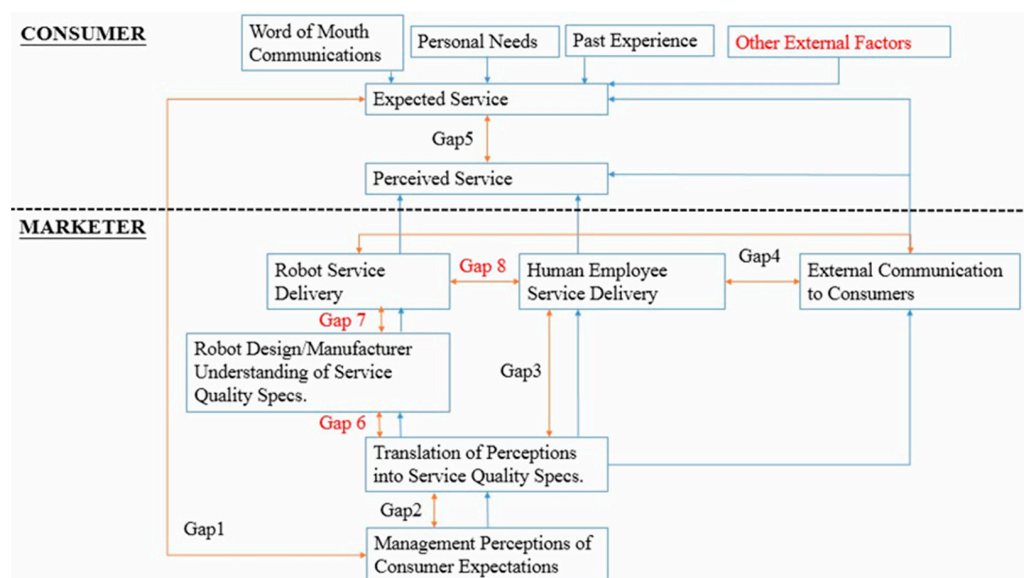 CONSUMER
Word of Mouth
Communications
Personal Needs
Past Experience
Other External Factors
Expected Service
Gap5
Perceived Service
MARKETER
Robot Service
Delivery
Gap 8
Human Employee
Service Delivery
Gap4
External Communication
to Consumers
Gap 7
Robot Design/Manufacturer
Understanding of Service
Quality Specs.
Gap3
Gap 6
Translation of Perceptions
into Service Quality Specs.
Gap2
Gap1
Management Perceptions of
Consumer Expectations